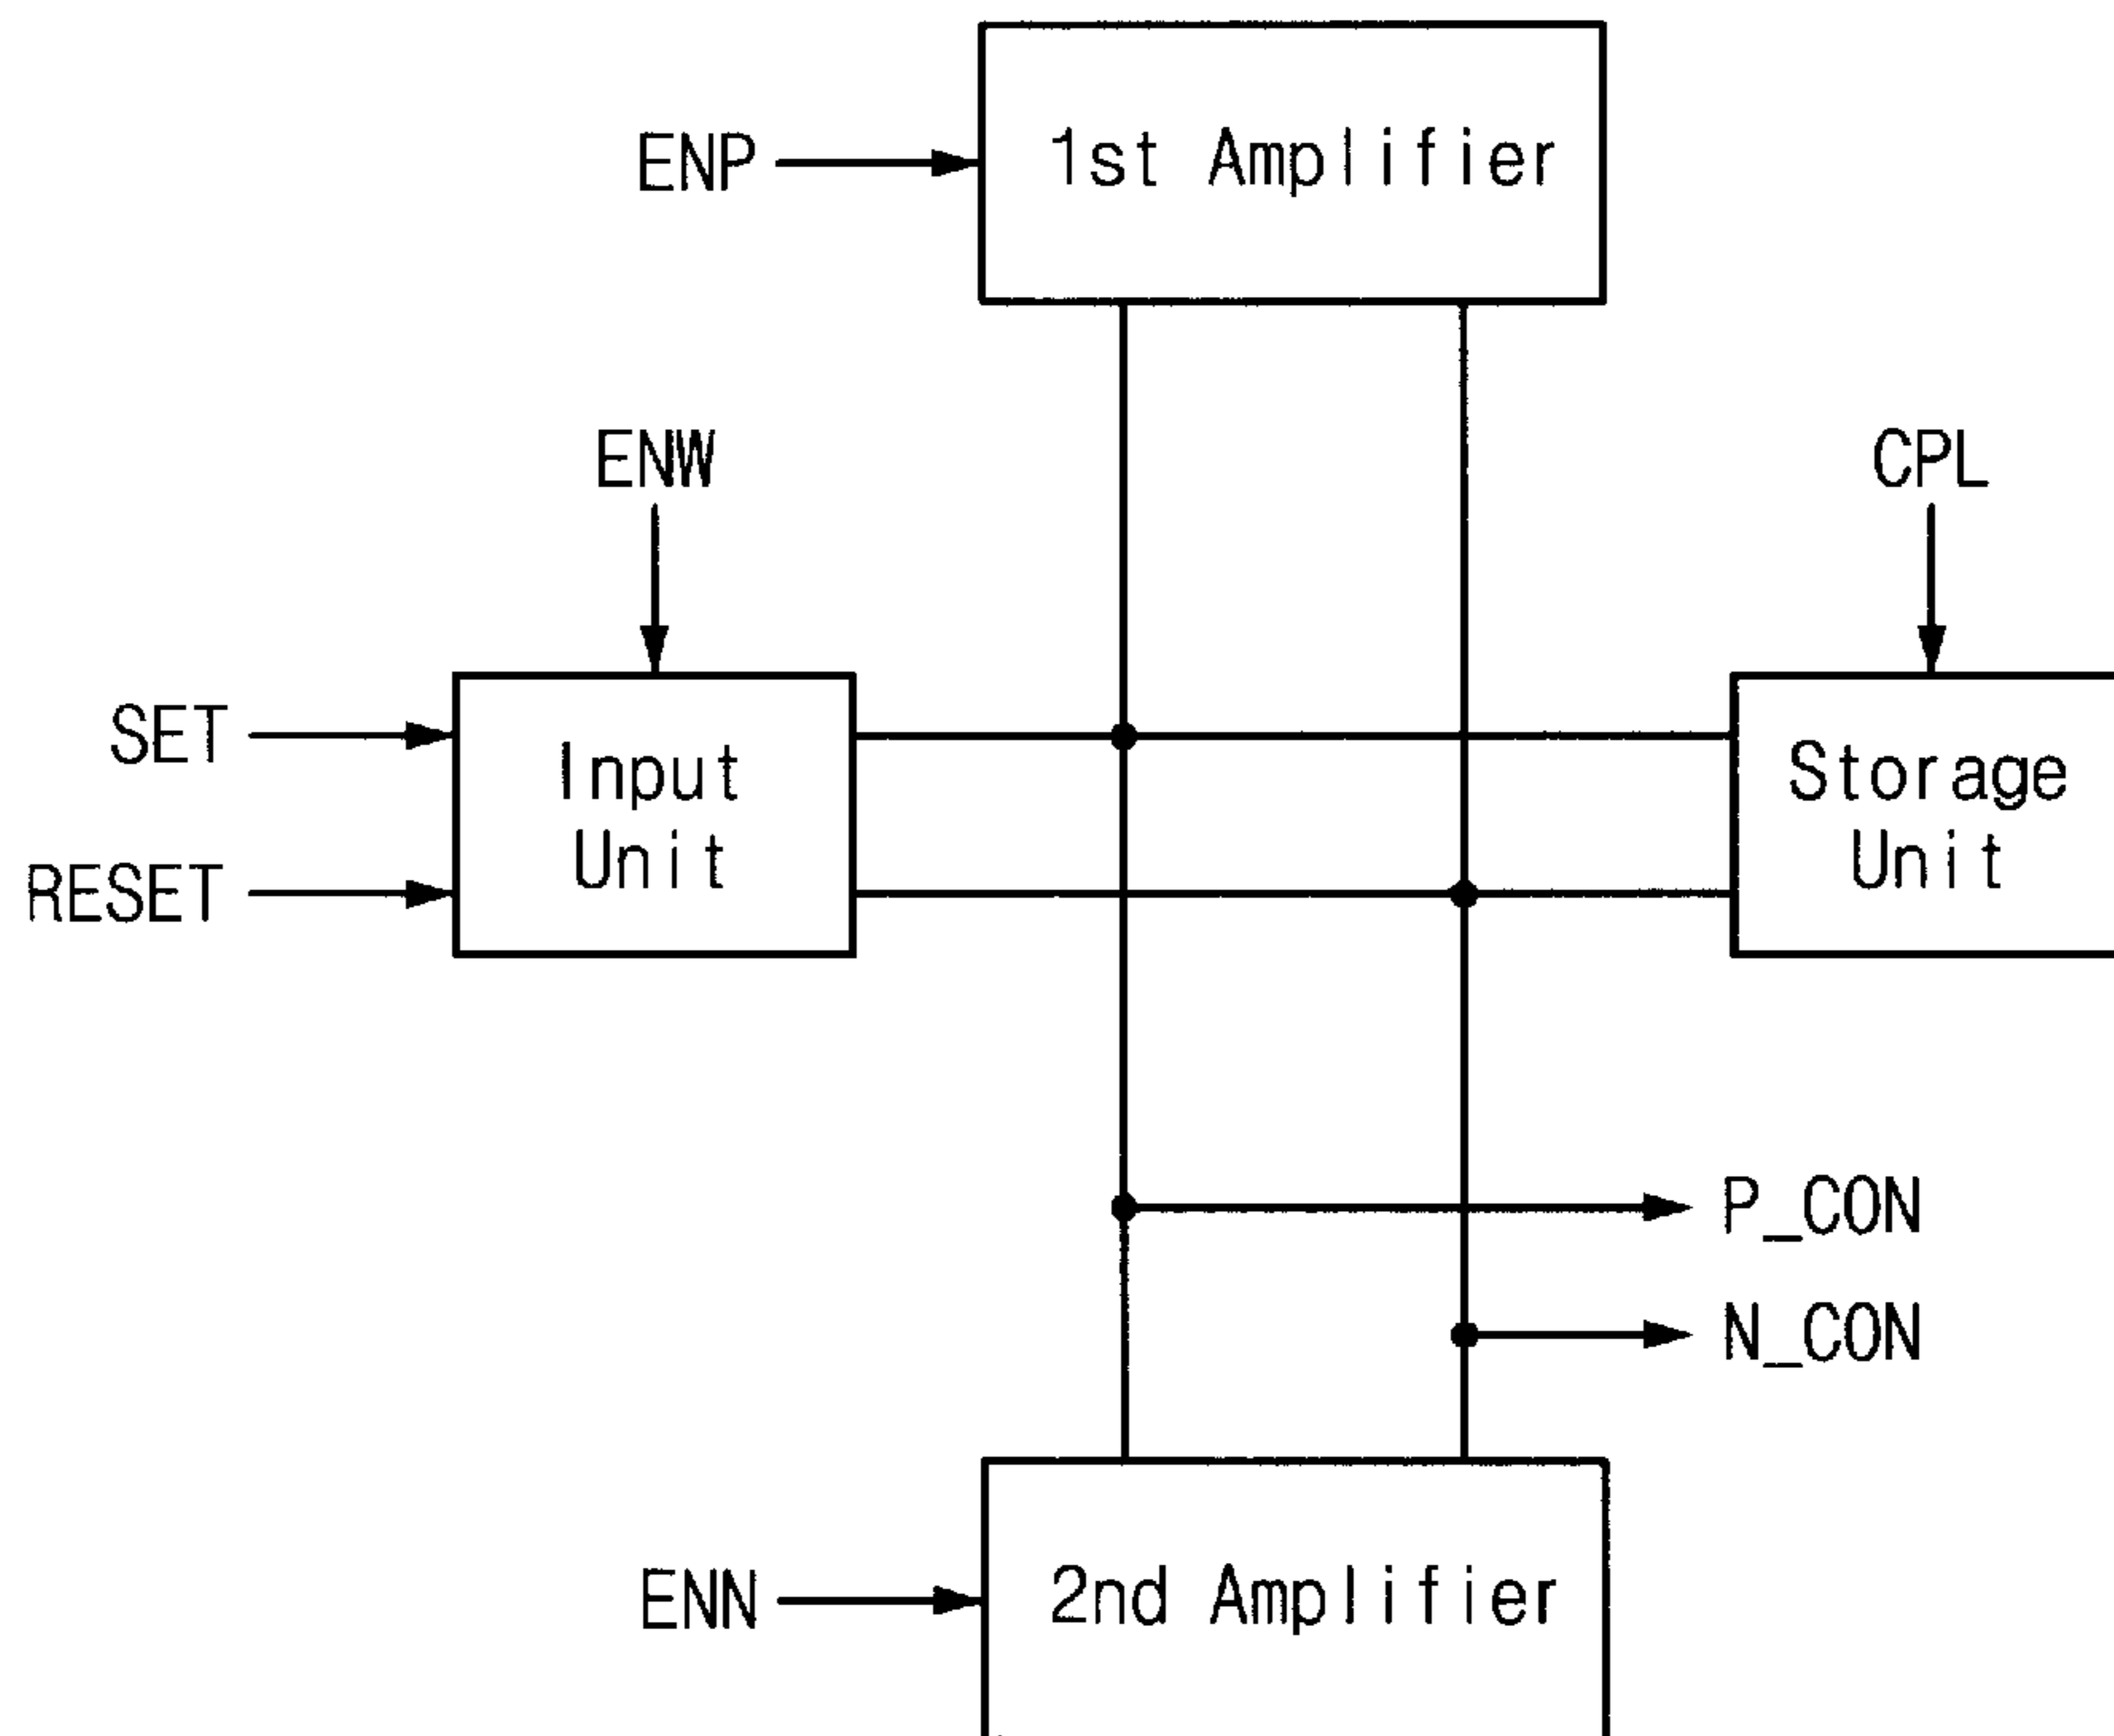 1st Amplifier
ENP
ENW
CPL
SET
RESET
Input
Unit
Storage
Unit
P_CON
N_CON
2nd Amplifier
ENN